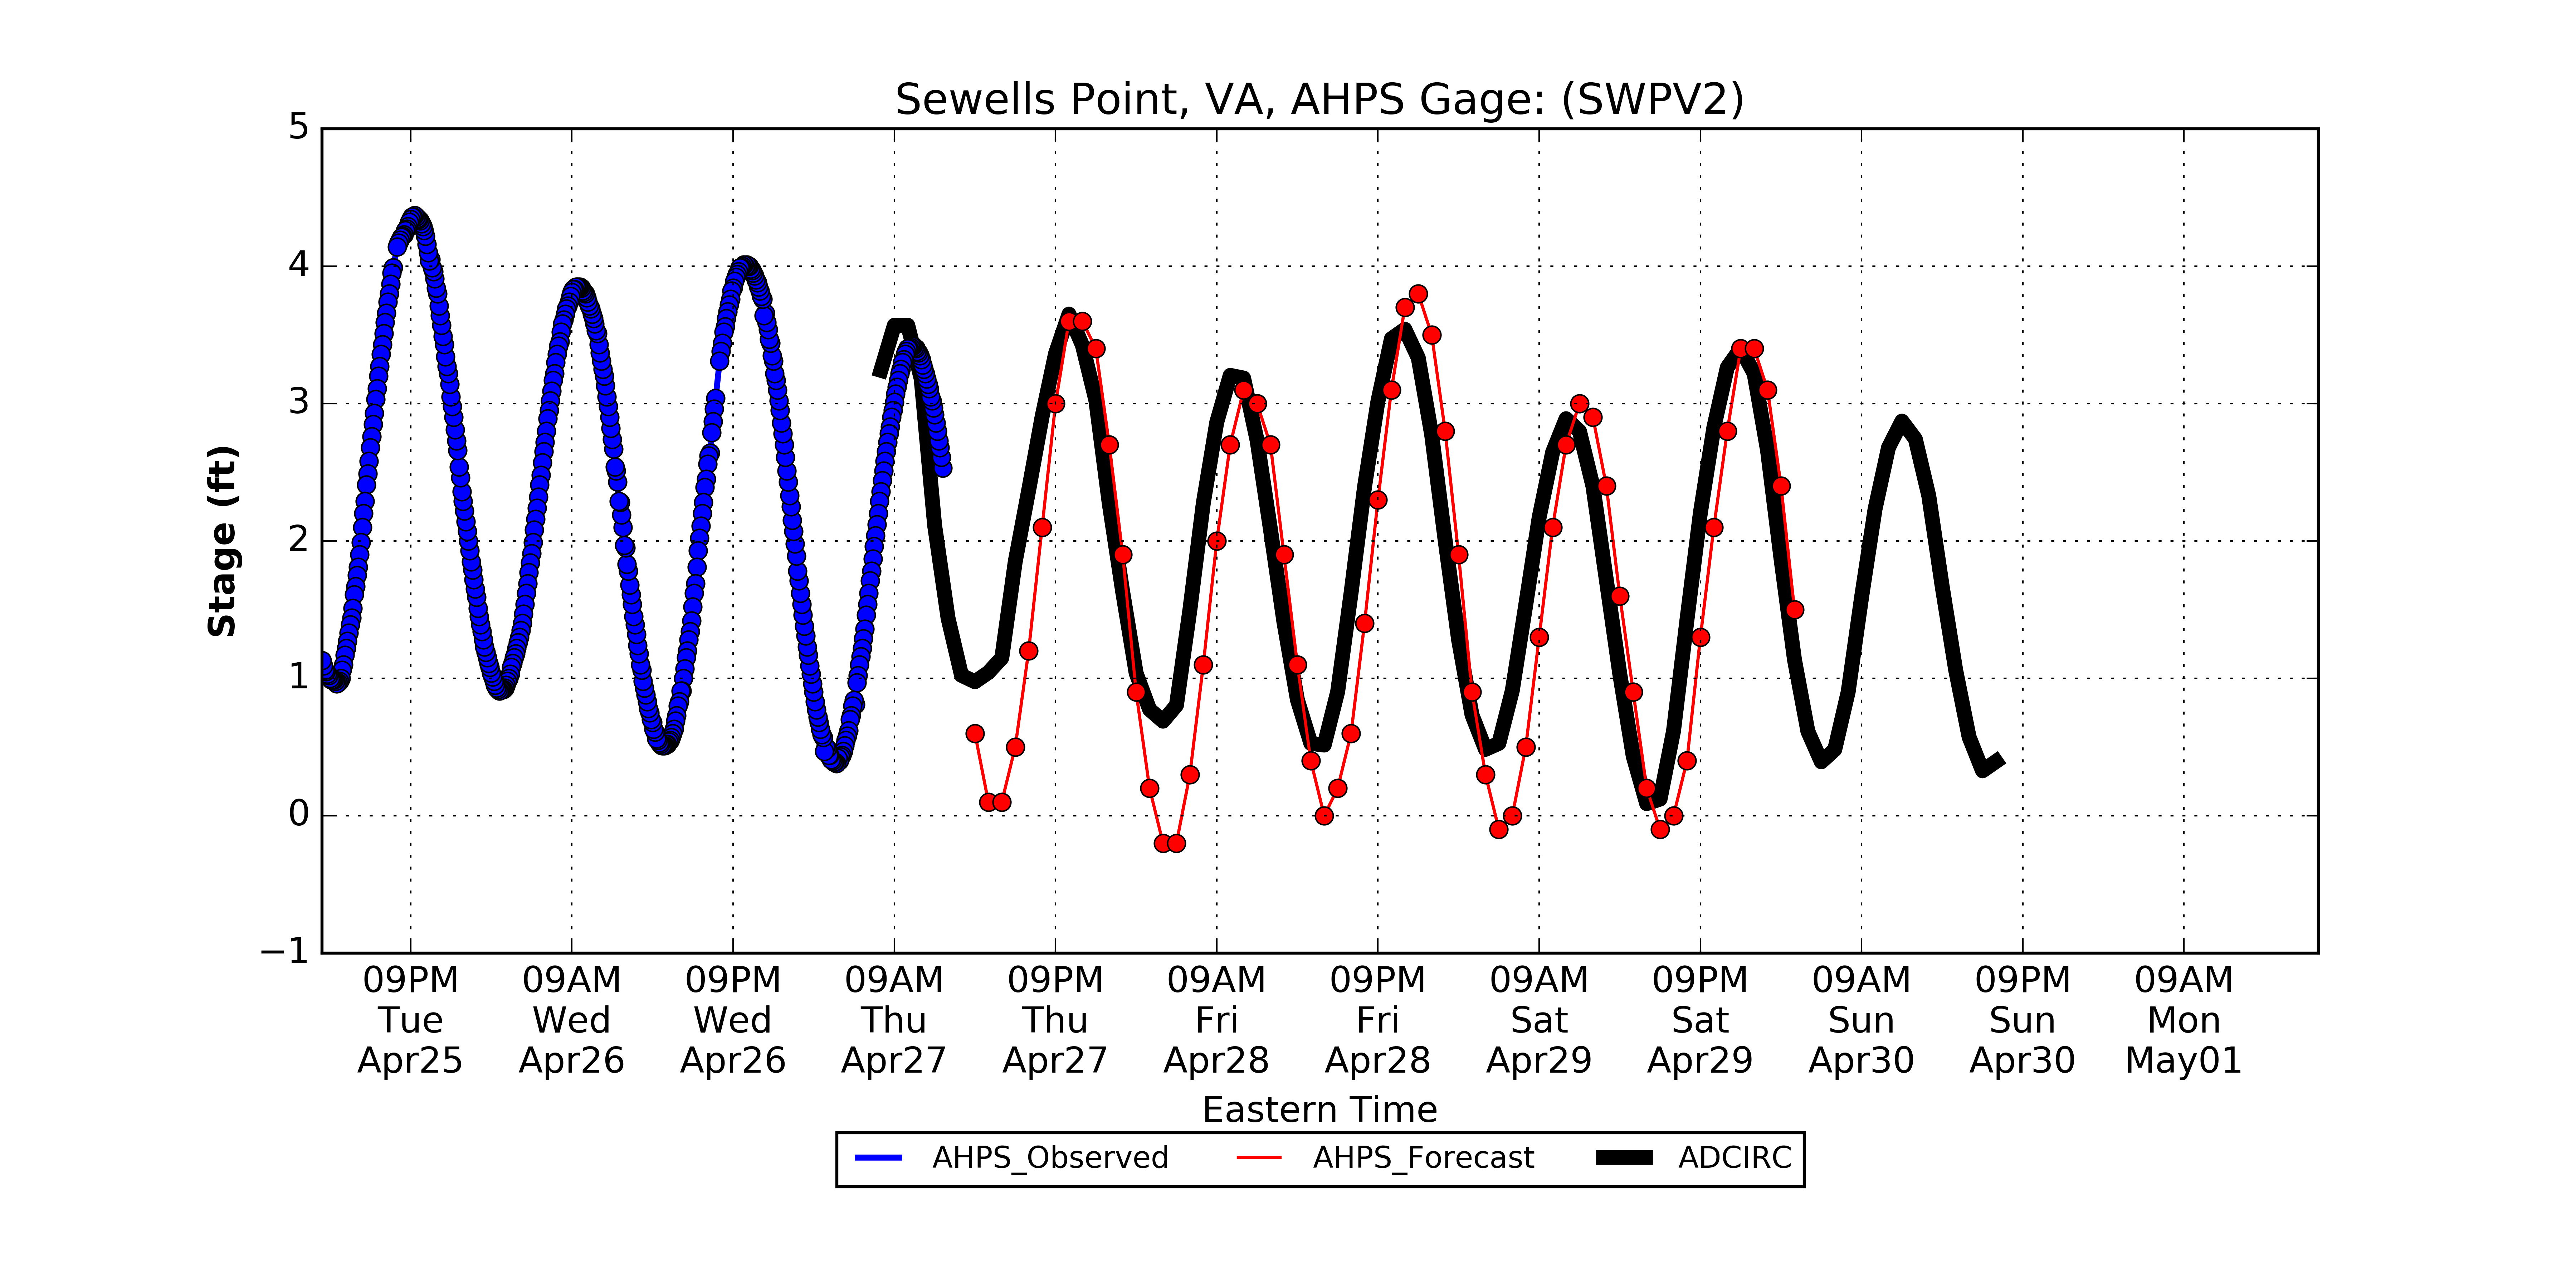 Sewells Point, VA, AHPS Gage: (SWPV2)
5
4
3
2
1
0
−1
Stage (ft)
09PM 09AM 09PM 09AM 09PM 09AM 09PM 09AM 09PM 09AM 09PM 09AM
Tue Wed Wed Thu Thu Fri Fri Sat Sat Sun Sun Mon
Apr25 Apr26 Apr26 Apr27 Apr27 Apr28 Apr28 Apr29 Apr29 Apr30 Apr30 May01
Eastern Time
AHPS_Observed AHPS_Forecast ADCIRC